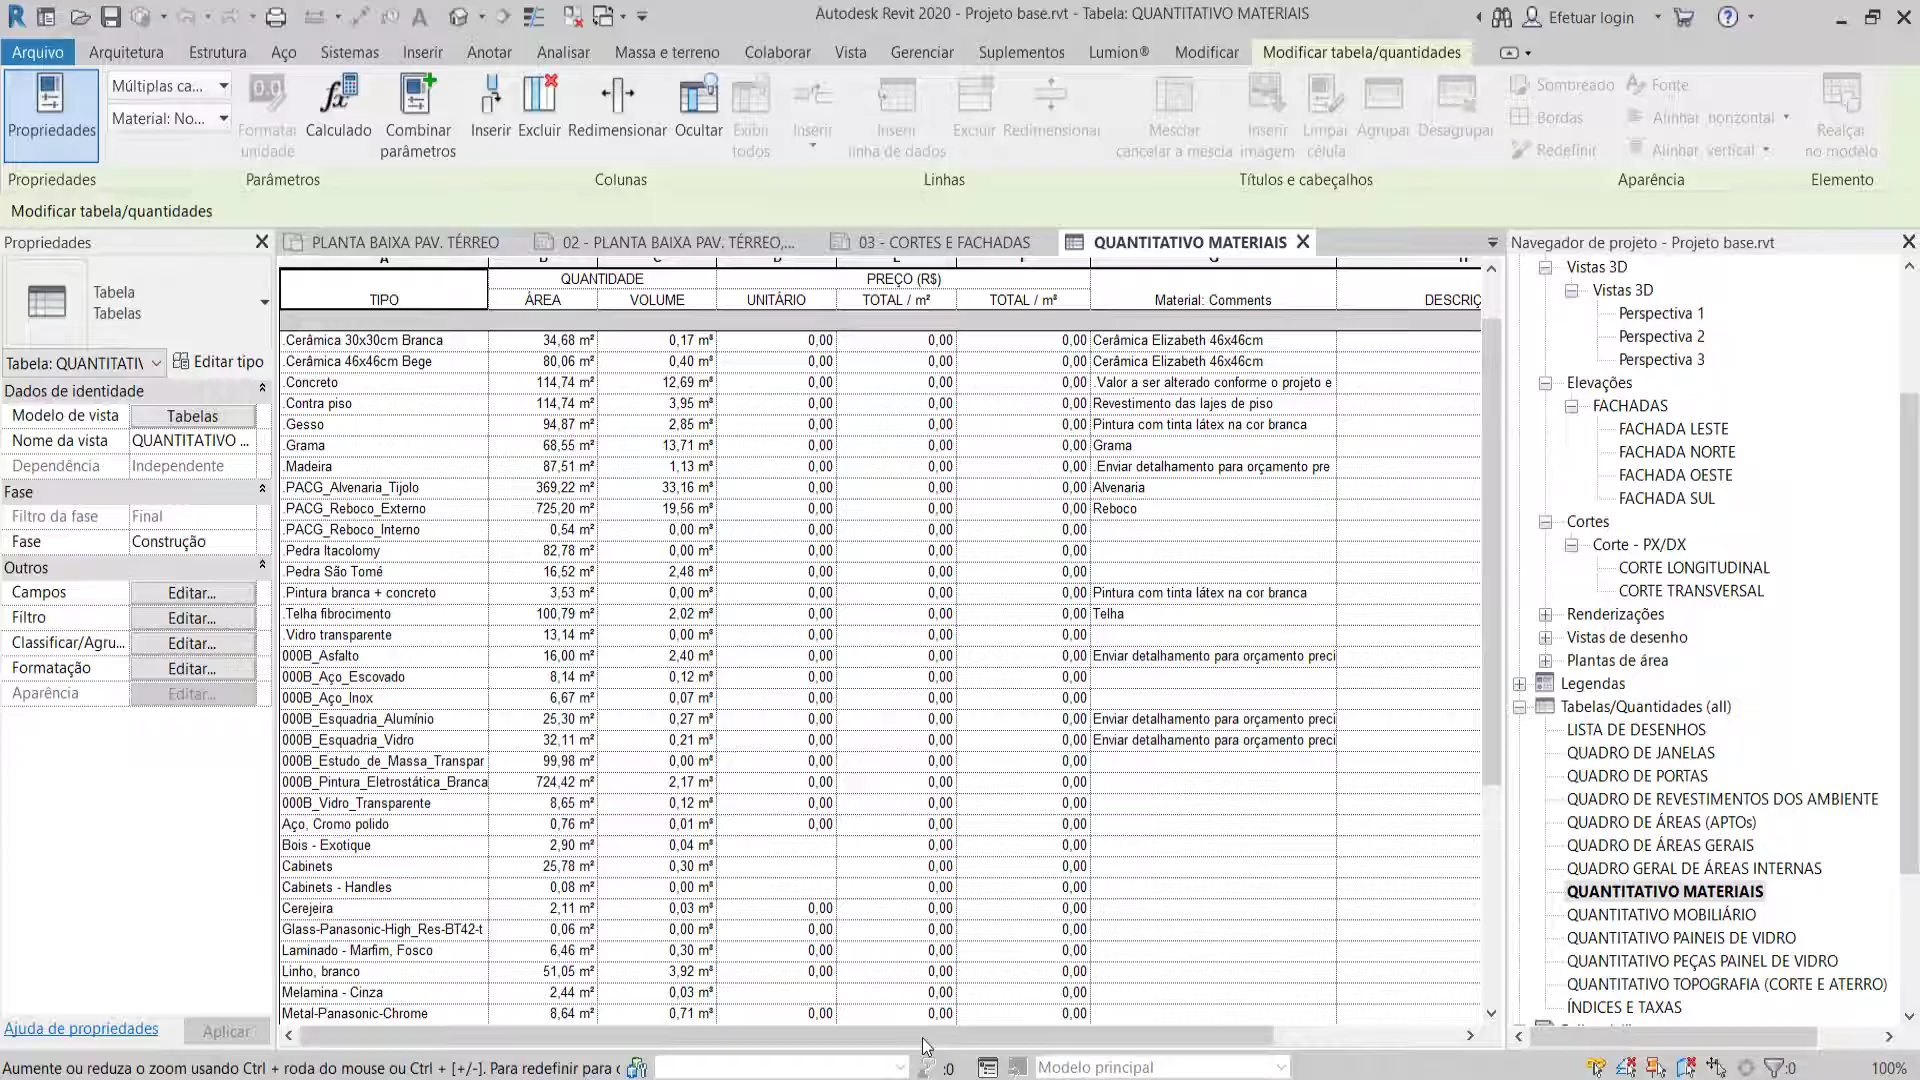 Autodesk Revit 2020 - Projeto base.rvt - Tabela: QUANTITATIVO MATERIAIS
Efetuar login
Arquivo Arquitetura Estrutura Aço Sistemas Inserir Anotar Analisar Massa e terreno Colaborar Vista Gerenciar Suplementos Lumion® Modificar Modificar tabela/quantidades
Múltiplas ca...
Material: No...
Propriedades
Formatar unidade
Calculado
Combinar parâmetros
Inserir Excluir Redimensionar Ocultar
Exibir todos
Inserir
Inserir linha de dados
Excluir Redimensionar
Mesclar cancelar a mescla
Inserir imagem
Limpar célula
Agrupar Desagrupar
Sombreado
Bordas
Redefinir
Fonte
Alinhar horizontal
Alinhar vertical
Realçar no modelo
Propriedades Parâmetros Colunas Linhas Títulos e cabeçalhos Aparência Elemento
Modificar tabela/quantidades
Propriedades
Tabela
Tabelas
Tabela: QUANTITATIV
Editar tipo
Dados de identidade
Modelo de vista Tabelas
Nome da vista QUANTITATIVO ...
Dependência Independente
Fase
Filtro da fase Final
Fase Construção
Outros
Campos Editar...
Filtro Editar...
Classificar/Agru... Editar...
Formatação Editar...
Aparência Editar...
Ajuda de propriedades Aplicar
PLANTA BAIXA PAV. TÉRREO 02 - PLANTA BAIXA PAV. TÉRREO,... 03 - CORTES E FACHADAS QUANTITATIVO MATERIAIS
QUANTIDADE PREÇO (R$)
TIPO ÁREA VOLUME UNITÁRIO TOTAL / m² TOTAL / m³ Material: Comments DESCRIÇ
.Cerâmica 30x30cm Branca 34,68 m² 0,17 m³ 0,00 0,00 0,00 Cerâmica Elizabeth 46x46cm
.Cerâmica 46x46cm Bege 80,06 m² 0,40 m³ 0,00 0,00 0,00 Cerâmica Elizabeth 46x46cm
.Concreto 114,74 m² 12,69 m³ 0,00 0,00 0,00 .Valor a ser alterado conforme o projeto e
.Contra piso 114,74 m² 3,95 m³ 0,00 0,00 0,00 Revestimento das lajes de piso
.Gesso 94,87 m² 2,85 m³ 0,00 0,00 0,00 Pintura com tinta látex na cor branca
.Grama 68,55 m² 13,71 m³ 0,00 0,00 0,00 Grama
.Madeira 87,51 m² 1,13 m³ 0,00 0,00 0,00 .Enviar detalhamento para orçamento pre
.PACG_Alvenaria_Tijolo 369,22 m² 33,16 m³ 0,00 0,00 0,00 Alvenaria
.PACG_Reboco_Externo 725,20 m² 19,56 m³ 0,00 0,00 0,00 Reboco
.PACG_Reboco_Interno 0,54 m² 0,00 m³ 0,00 0,00 0,00
.Pedra Itacolomy 82,78 m² 0,00 m³ 0,00 0,00 0,00
.Pedra São Tomé 16,52 m² 2,48 m³ 0,00 0,00 0,00
.Pintura branca + concreto 3,53 m² 0,00 m³ 0,00 0,00 0,00 Pintura com tinta látex na cor branca
.Telha fibrocimento 100,79 m² 2,02 m³ 0,00 0,00 0,00 Telha
.Vidro transparente 13,14 m² 0,00 m³ 0,00 0,00 0,00
000B_Asfalto 16,00 m² 2,40 m³ 0,00 0,00 0,00 Enviar detalhamento para orçamento preci
000B_Aço_Escovado 8,14 m² 0,12 m³ 0,00 0,00 0,00
000B_Aço_Inox 6,67 m² 0,07 m³ 0,00 0,00 0,00
000B_Esquadria_Alumínio 25,30 m² 0,27 m³ 0,00 0,00 0,00 Enviar detalhamento para orçamento preci
000B_Esquadria_Vidro 32,11 m² 0,21 m³ 0,00 0,00 0,00 Enviar detalhamento para orçamento preci
000B_Estudo_de_Massa_Transpar 99,98 m² 0,00 m³ 0,00 0,00 0,00
000B_Pintura_Eletrostática_Branca 724,42 m² 2,17 m³ 0,00 0,00 0,00
000B_Vidro_Transparente 8,65 m² 0,12 m³ 0,00 0,00 0,00
Aço, Cromo polido 0,76 m² 0,01 m³ 0,00 0,00 0,00
Bois - Exotique 2,90 m² 0,04 m³ 0,00 0,00
Cabinets 25,78 m² 0,30 m³ 0,00 0,00
Cabinets - Handles 0,08 m² 0,00 m³ 0,00 0,00
Cerejeira 2,11 m² 0,03 m³ 0,00 0,00 0,00
Glass-Panasonic-High_Res-BT42-t 0,06 m² 0,00 m³ 0,00 0,00 0,00
Laminado - Marfim, Fosco 6,46 m² 0,30 m³ 0,00 0,00 0,00
Linho, branco 51,05 m² 3,92 m³ 0,00 0,00 0,00
Melamina - Cinza 2,44 m² 0,03 m³ 0,00 0,00
Metal-Panasonic-Chrome 8,64 m² 0,71 m³ 0,00 0,00 0,00
Navegador de projeto - Projeto base.rvt
Vistas 3D
Vistas 3D
Perspectiva 1
Perspectiva 2
Perspectiva 3
Elevações
FACHADAS
FACHADA LESTE
FACHADA NORTE
FACHADA OESTE
FACHADA SUL
Cortes
Corte - PX/DX
CORTE LONGITUDINAL
CORTE TRANSVERSAL
Renderizações
Vistas de desenho
Plantas de área
Legendas
Tabelas/Quantidades (all)
LISTA DE DESENHOS
QUADRO DE JANELAS
QUADRO DE PORTAS
QUADRO DE REVESTIMENTOS DOS AMBIENTE
QUADRO DE ÁREAS (APTOs)
QUADRO DE ÁREAS GERAIS
QUADRO GERAL DE ÁREAS INTERNAS
QUANTITATIVO MATERIAIS
QUANTITATIVO MOBILIÁRIO
QUANTITATIVO PAINEIS DE VIDRO
QUANTITATIVO PEÇAS PAINEL DE VIDRO
QUANTITATIVO TOPOGRAFIA (CORTE E ATERRO)
ÍNDICES E TAXAS
Aumente ou reduza o zoom usando Ctrl + roda do mouse ou Ctrl + [+/-]. Para redefinir para
:0 Modelo principal :0 100%